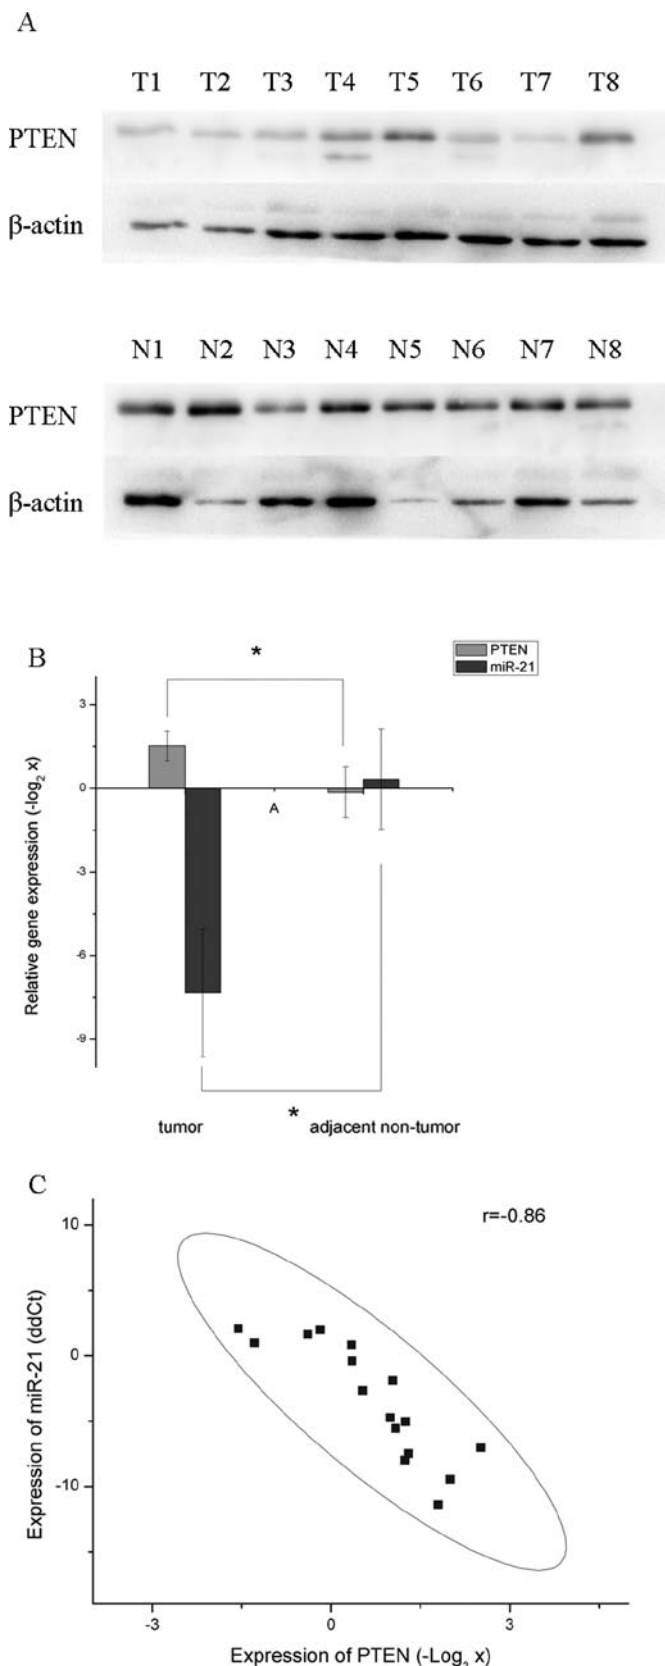 A
T1 T2 T3 T4 T5 T6 T7 T8
PTEN
β-actin
N1 N2 N3 N4 N5 N6 N7 N8
PTEN
β-actin
B
*
PTEN
miR-21
Relative gene expression (-log₂ x)
3
0
-3
-6
-9
A
*
tumor adjacent non-tumor
C
r=-0.86
Expression of miR-21 (ddCt)
10
0
-10
-3 0 3
Expression of PTEN (-Log₂ x)